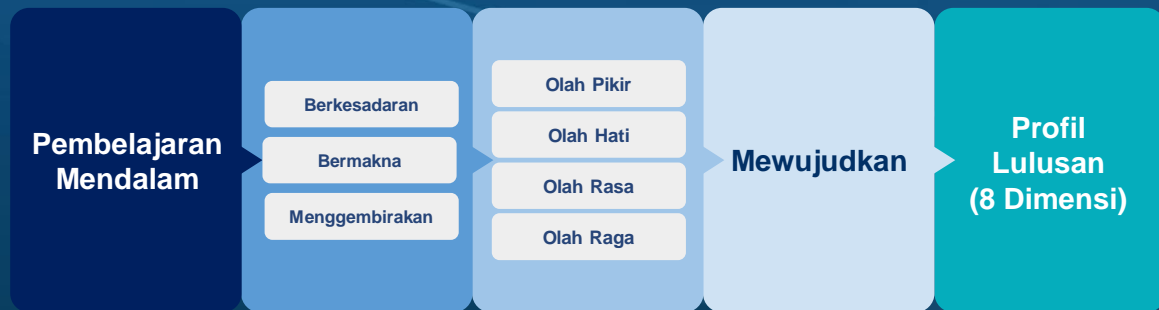 Pembelajaran
Mendalam
Berkesadaran
Bermakna
Menggembirakan
Olah Pikir
Olah Hati
Olah Rasa
Olah Raga
Mewujudkan
Profil
Lulusan
(8 Dimensi)